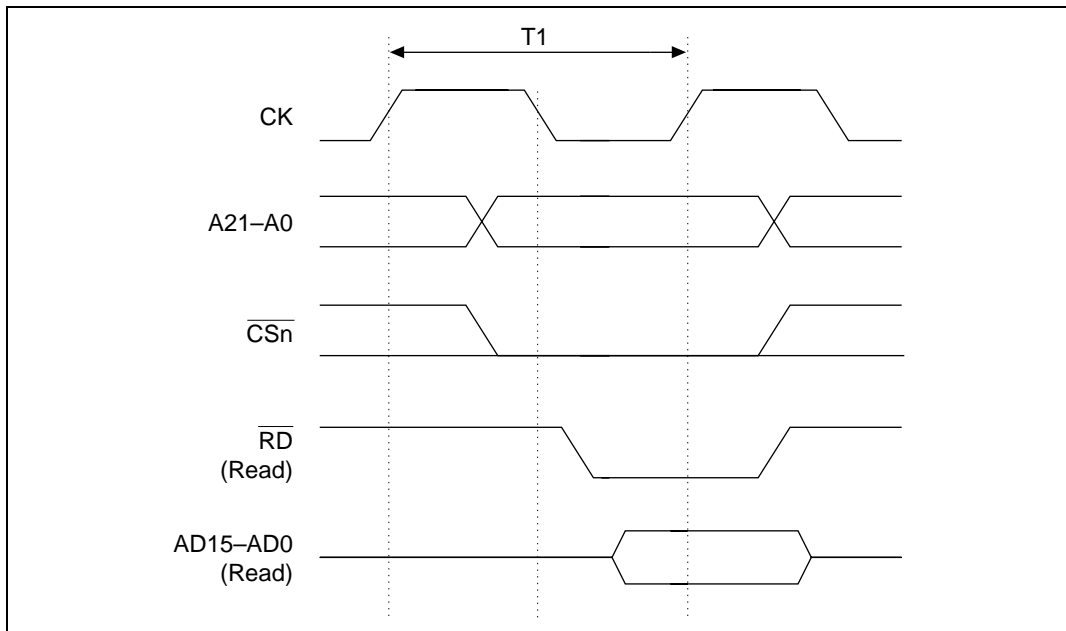 T1
CK
A21–A0
CSn
RD
(Read)
AD15–AD0
(Read)